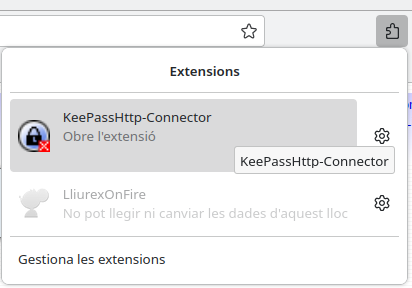 Extensions
KeePassHttp-Connector
Obre l'extensió
KeePassHttp-Connector
LliurexOnFire
No pot llegir ni canviar les dades d'aquest lloc
Gestiona les extensions